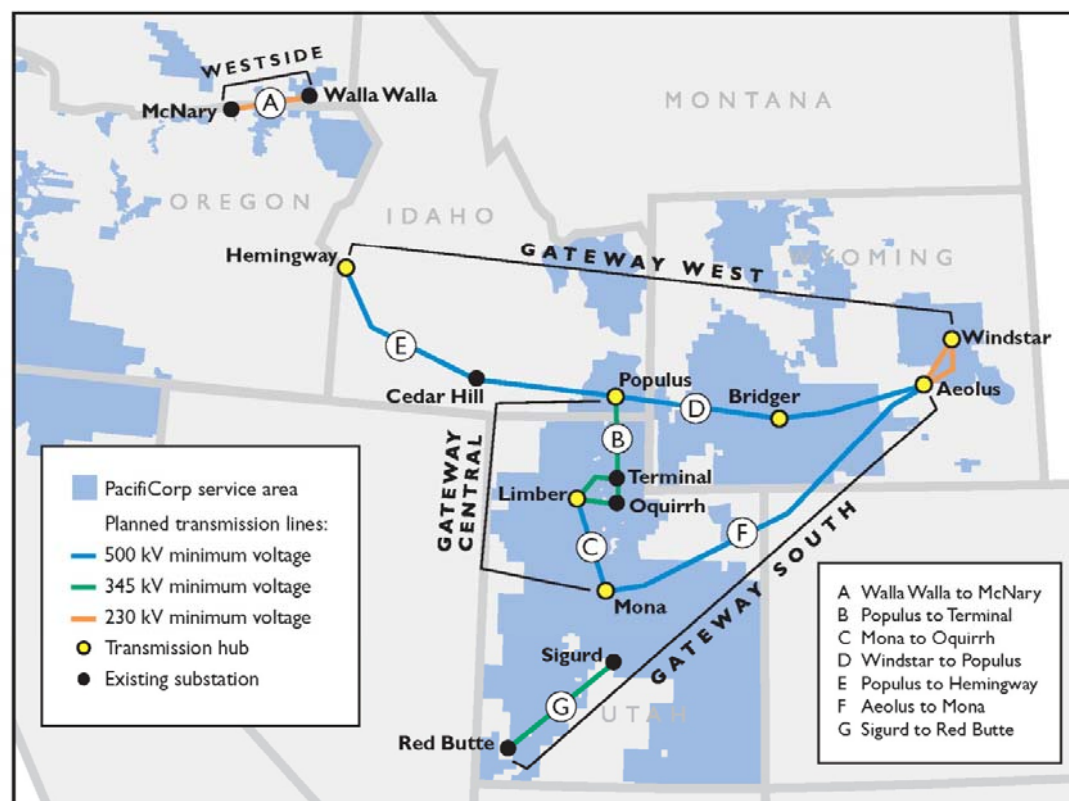 WESTSIDE
McNary
A
Walla Walla
MONTANA
OREGON
IDAHO
WYOMING
Hemingway
GATEWAY WEST
Windstar
E
Cedar Hill
Populus
D
Bridger
Aeolus
B
GATEWAY
CENTRAL
Limber
Terminal
Oquirrh
C
F
Mona
GATEWAY SOUTH
Sigurd
G
UTAH
Red Butte
PacifiCorp service area
Planned transmission lines:
500 kV minimum voltage
345 kV minimum voltage
230 kV minimum voltage
Transmission hub
Existing substation
A Walla Walla to McNary
B Populus to Terminal
C Mona to Oquirrh
D Windstar to Populus
E Populus to Hemingway
F Aeolus to Mona
G Sigurd to Red Butte